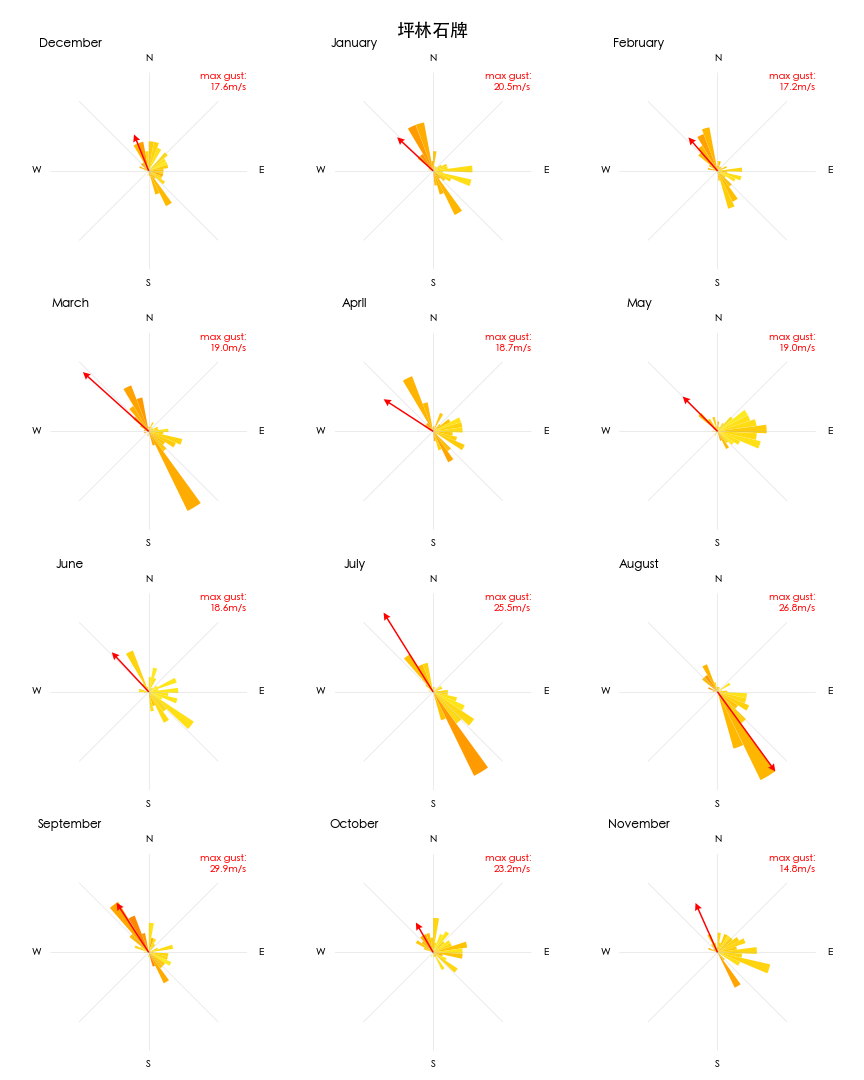 坪林石牌
December
N
max gust:
17.6m/s
W
E
S
January
N
max gust:
20.5m/s
W
E
S
February
N
max gust:
17.2m/s
W
E
S
March
N
max gust:
19.0m/s
W
E
S
April
N
max gust:
18.7m/s
W
E
S
May
N
max gust:
19.0m/s
W
E
S
June
N
max gust:
18.6m/s
W
E
S
July
N
max gust:
25.5m/s
W
E
S
August
N
max gust:
26.8m/s
W
E
S
September
N
max gust:
29.9m/s
W
E
S
October
N
max gust:
23.2m/s
W
E
S
November
N
max gust:
14.8m/s
W
E
S